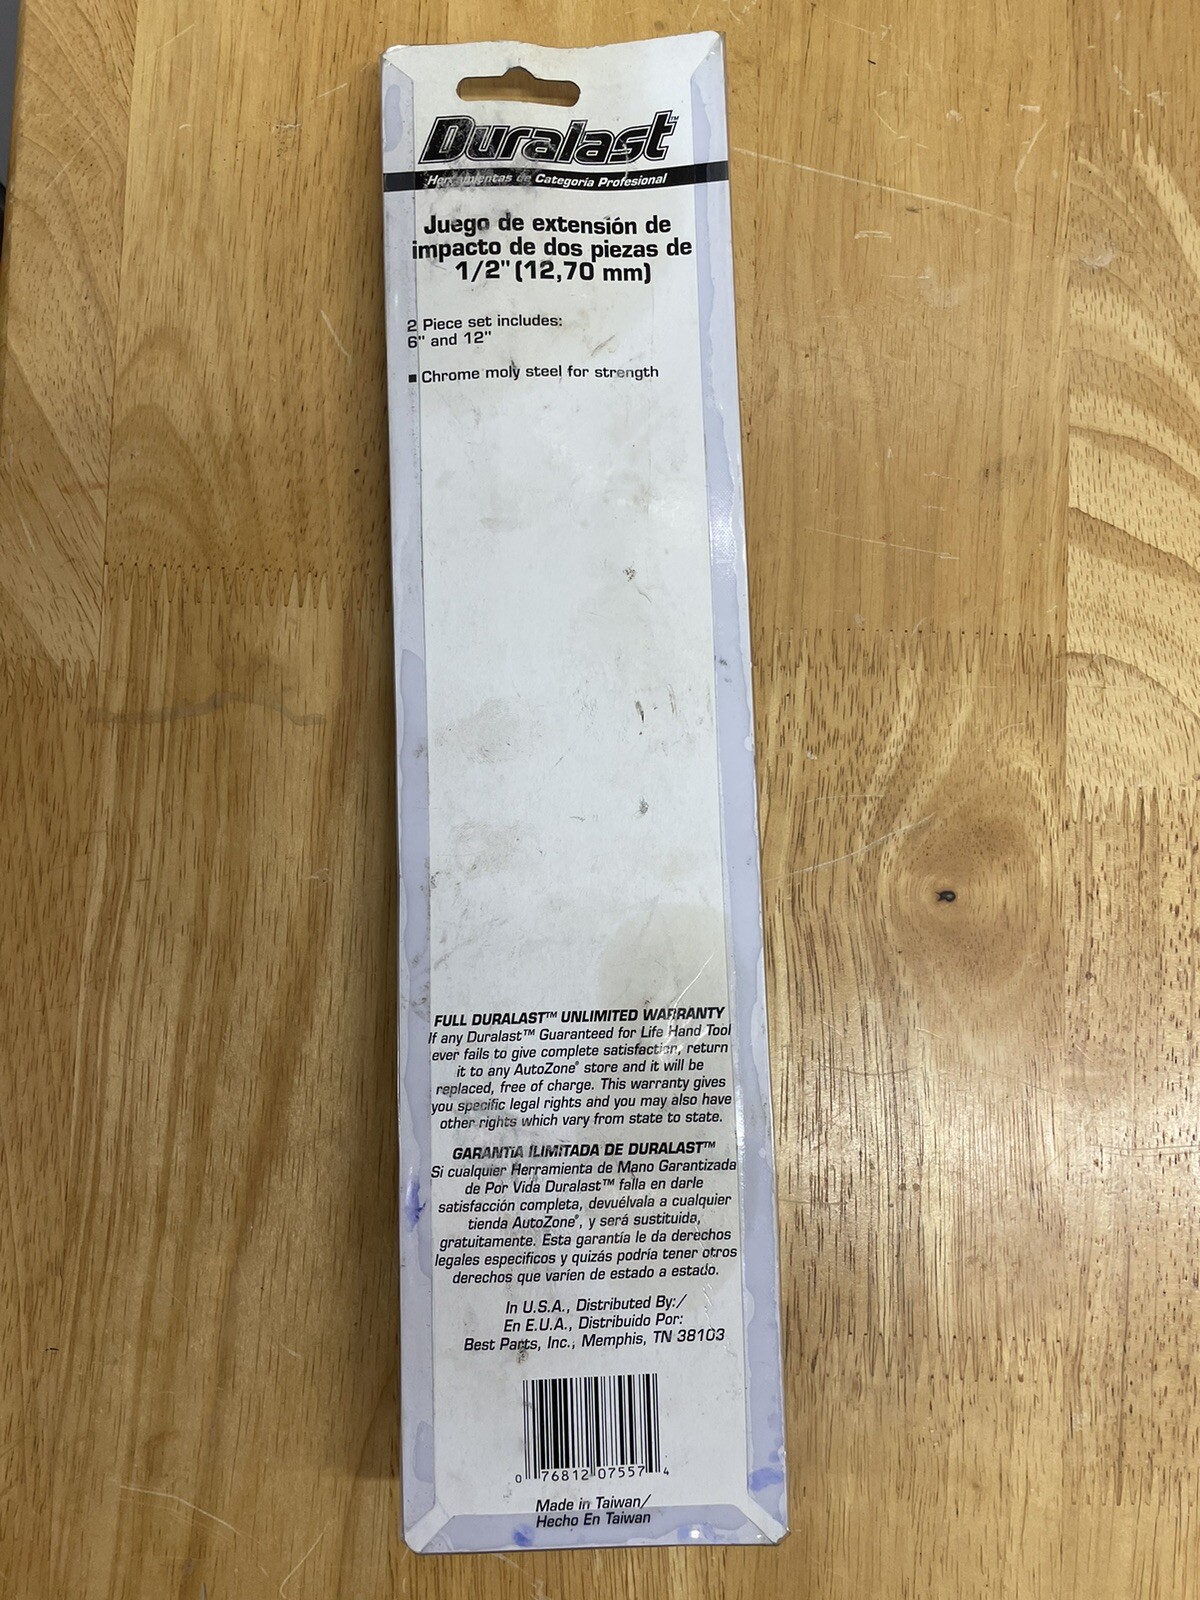 Duralast™
Herramientas de Categoría Profesional
Juego de extensión de
impacto de dos piezas de
1/2" (12,70 mm)
2 Piece set includes:
6" and 12"
■ Chrome moly steel for strength
FULL DURALAST™ UNLIMITED WARRANTY
If any Duralast™ Guaranteed for Life Hand Tool
ever fails to give complete satisfaction, return
it to any AutoZone® store and it will be
replaced, free of charge. This warranty gives
you specific legal rights and you may also have
other rights which vary from state to state.
GARANTIA ILIMITADA DE DURALAST™
Si cualquier Herramienta de Mano Garantizada
de Por Vida Duralast™ falla en darle
satisfacción completa, devuélvala a cualquier
tienda AutoZone®, y será sustituida,
gratuitamente. Esta garantía le da derechos
legales especificos y quizás podría tener otros
derechos que varíen de estado a estado.
In U.S.A., Distributed By:/
En E.U.A., Distribuido Por:
Best Parts, Inc., Memphis, TN 38103
0 76812 07557 4
Made in Taiwan/
Hecho En Taiwan